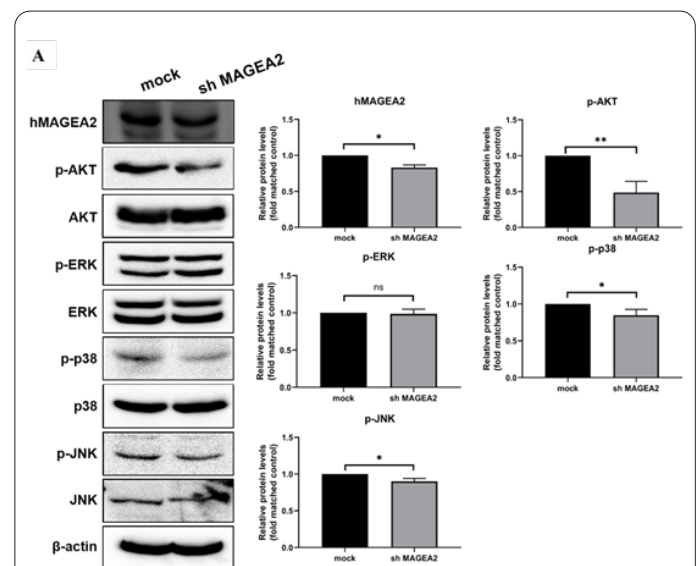 A
mock
sh MAGEA2
hMAGEA2
p-AKT
AKT
p-ERK
ERK
p-p38
p38
p-JNK
JNK
β-actin
hMAGEA2
Relative protein levels
(fold matched control)
1.5
1.0
0.5
0.0
*
mock
sh MAGEA2
p-AKT
Relative protein levels
(fold matched control)
1.5
1.0
0.5
0.0
**
mock
sh MAGEA2
p-ERK
Relative protein levels
(fold matched control)
1.5
1.0
0.5
0.0
ns
mock
sh MAGEA2
p-p38
Relative protein levels
(fold matched control)
1.5
1.0
0.5
0.0
*
mock
sh MAGEA2
p-JNK
Relative protein levels
(fold matched control)
1.5
1.0
0.5
0.0
*
mock
sh MAGEA2